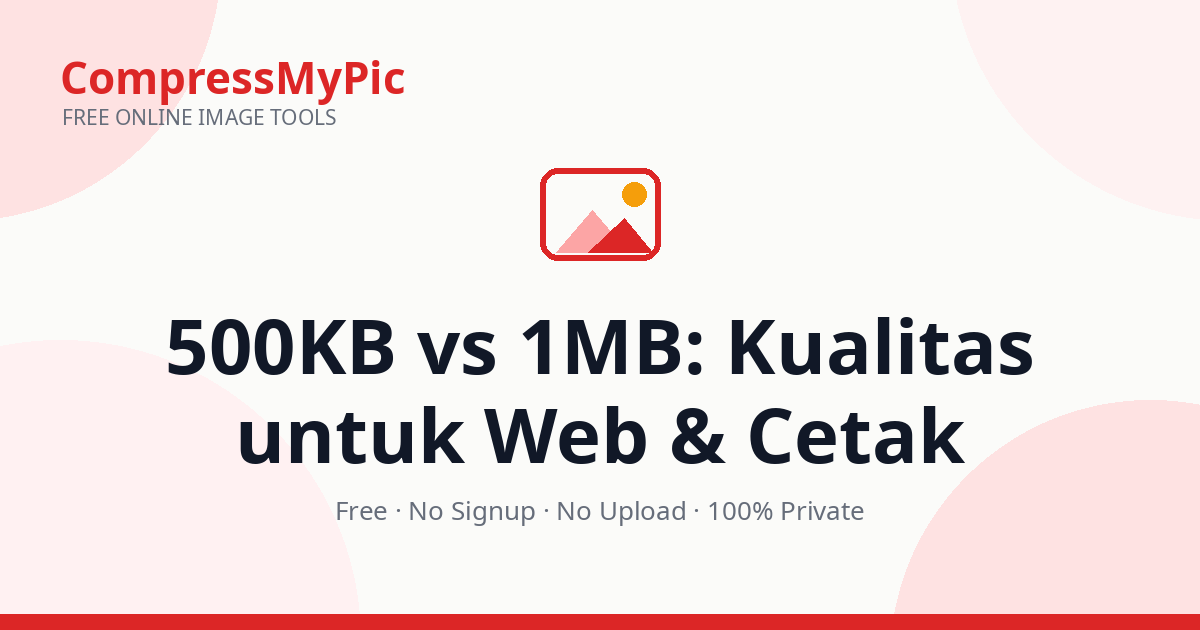 CompressMyPic
FREE ONLINE IMAGE TOOLS
500KB vs 1MB: Kualitas
untuk Web & Cetak
Free · No Signup · No Upload · 100% Private